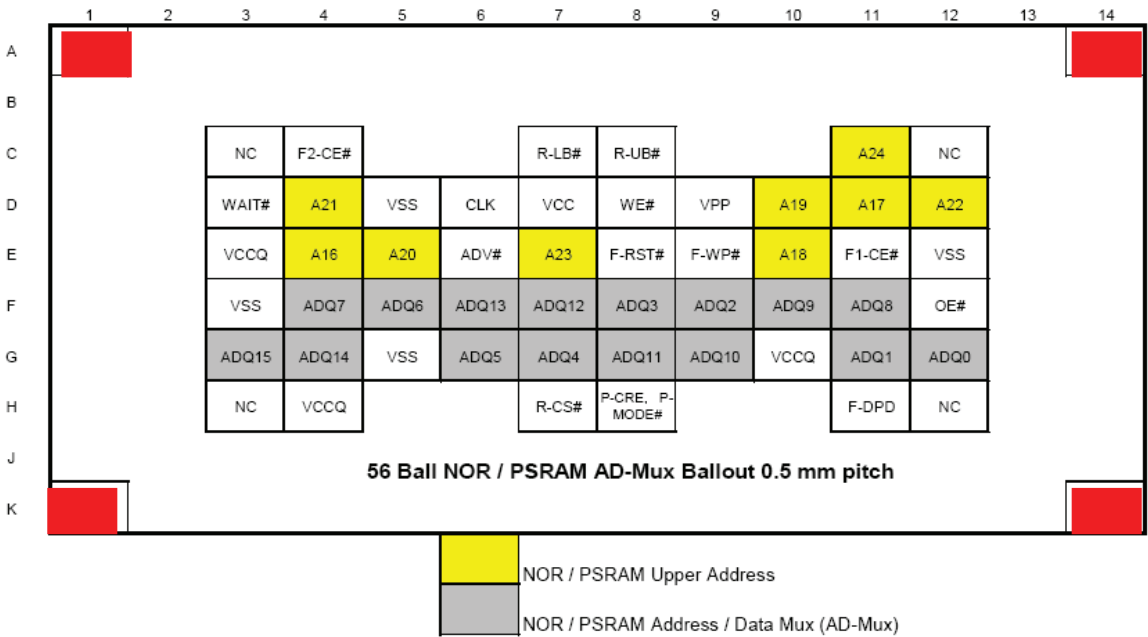 1 2 3 4 5 6 7 8 9 10 11 12 13 14
A
B
C NC F2-CE# R-LB# R-UB# A24 NC
D WAIT# A21 VSS CLK VCC WE# VPP A19 A17 A22
E VCCQ A16 A20 ADV# A23 F-RST# F-WP# A18 F1-CE# VSS
F VSS ADQ7 ADQ6 ADQ13 ADQ12 ADQ3 ADQ2 ADQ9 ADQ8 OE#
G ADQ15 ADQ14 VSS ADQ5 ADQ4 ADQ11 ADQ10 VCCQ ADQ1 ADQ0
H NC VCCQ R-CS# P-CRE, P-MODE# F-DPD NC
J
56 Ball NOR / PSRAM AD-Mux Ballout 0.5 mm pitch
K
NOR / PSRAM Upper Address
NOR / PSRAM Address / Data Mux (AD-Mux)